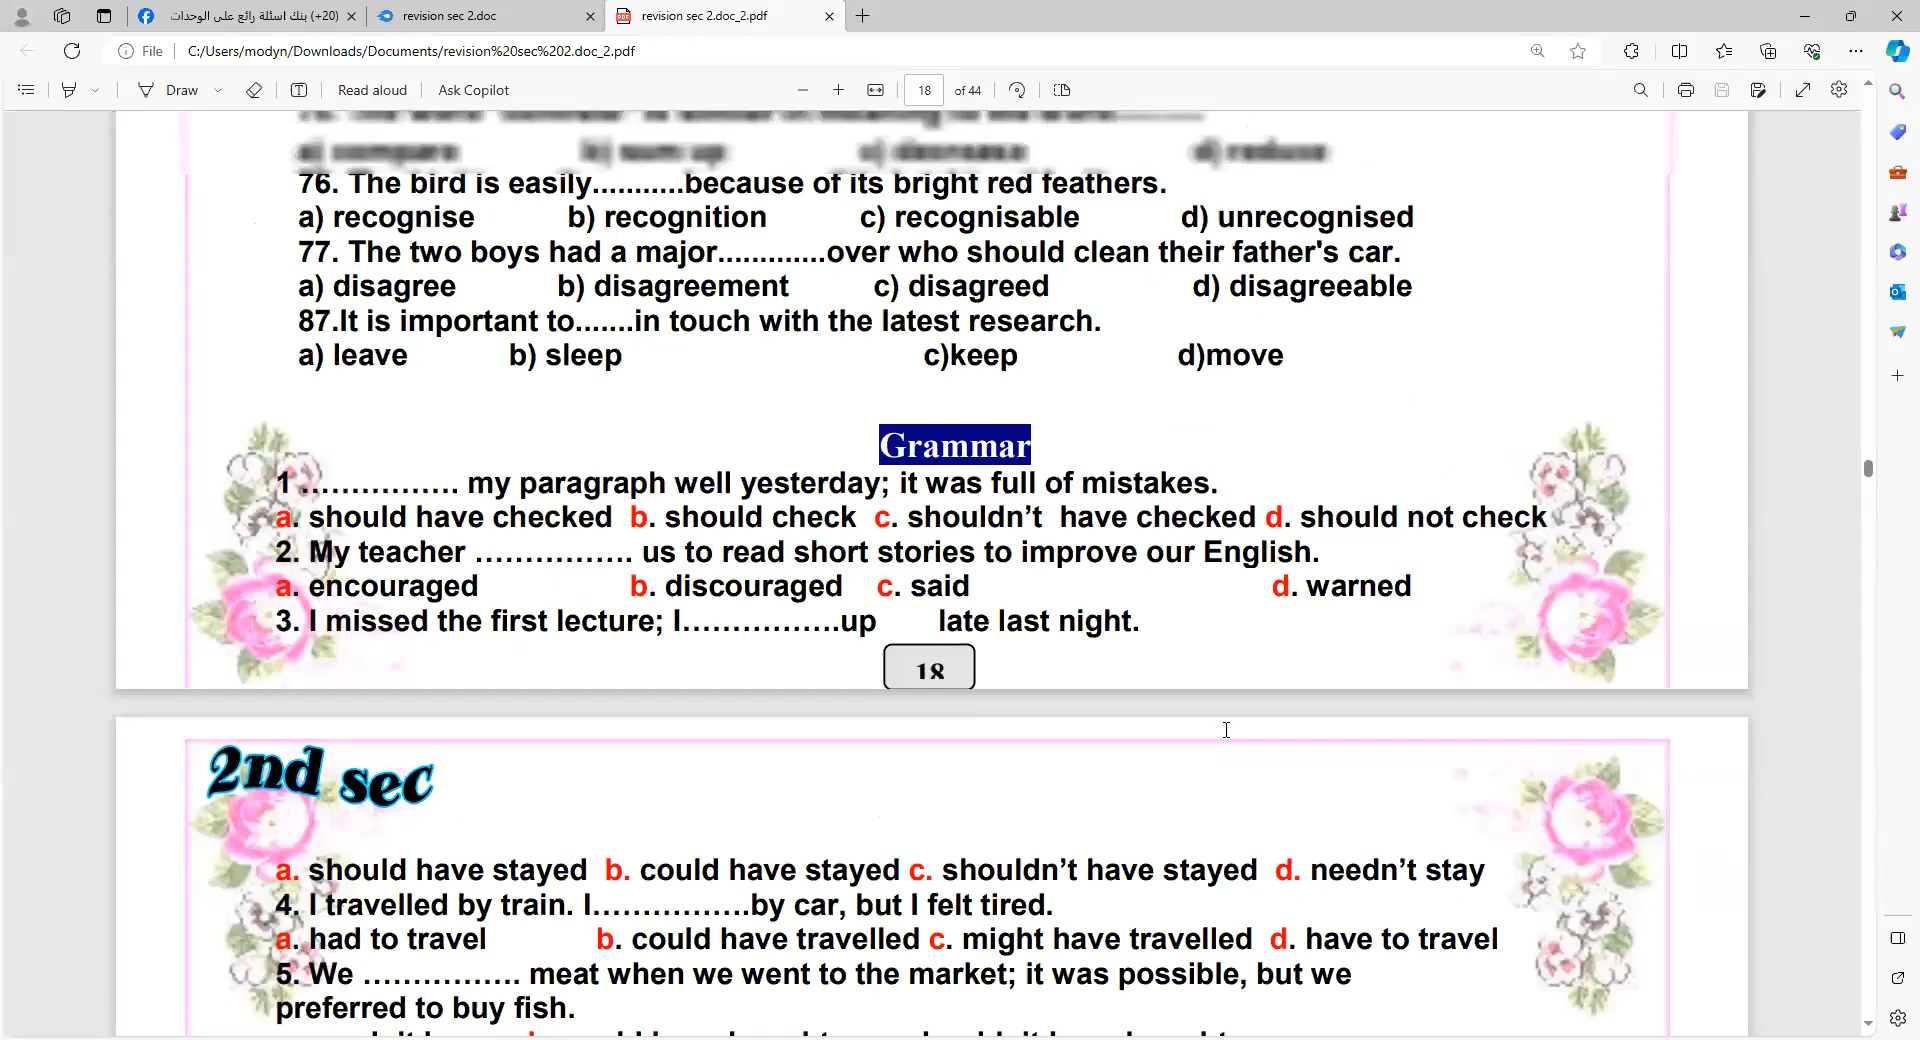 (+20) بنك اسئلة رائع على الوحدات
revision sec 2.doc
revision sec 2.doc_2.pdf
File
C:/Users/modyn/Downloads/Documents/revision%20sec%202.doc_2.pdf
Draw
Read aloud
Ask Copilot
18 of 44
76. The bird is easily...........because of its bright red feathers.
a) recognise b) recognition c) recognisable d) unrecognised
77. The two boys had a major.............over who should clean their father's car.
a) disagree b) disagreement c) disagreed d) disagreeable
87.It is important to.......in touch with the latest research.
a) leave b) sleep c)keep d)move
Grammar
1 ……………. my paragraph well yesterday; it was full of mistakes.
a. should have checked b. should check c. shouldn’t have checked d. should not check
2. My teacher ……………. us to read short stories to improve our English.
a. encouraged b. discouraged c. said d. warned
3. I missed the first lecture; I…………….up late last night.
18
2nd sec
a. should have stayed b. could have stayed c. shouldn’t have stayed d. needn’t stay
4. I travelled by train. I…………….by car, but I felt tired.
a. had to travel b. could have travelled c. might have travelled d. have to travel
5. We ……………. meat when we went to the market; it was possible, but we
preferred to buy fish.